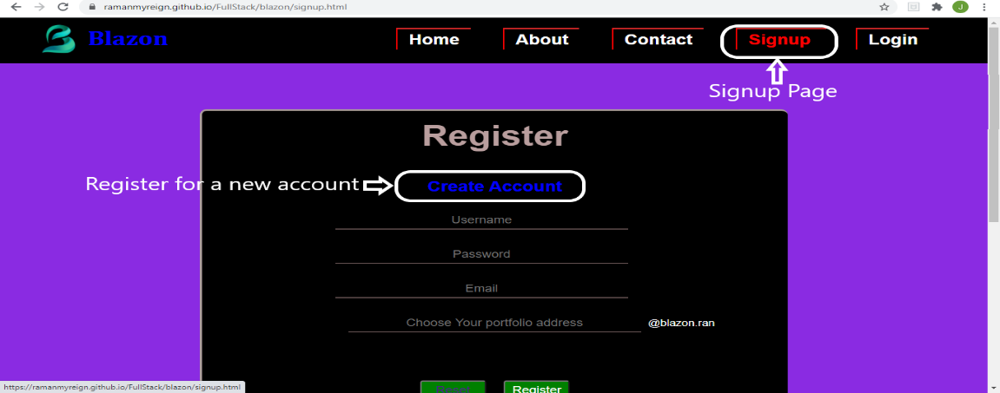 ramanmyreign.github.io/FullStack/blazon/signup.html
J
Blazon
Home
About
Contact
Signup
Login
Signup Page
Register
Register for a new account
Create Account
Username
Password
Email
Choose Your portfolio address
@blazon.ran
https://ramanmyreign.github.io/FullStack/blazon/signup.html
Register